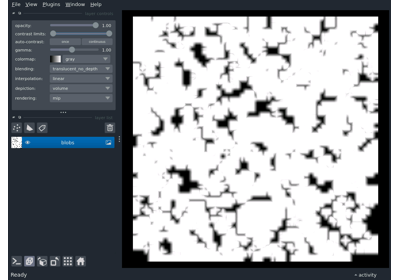 File View Plugins Window Help
opacity: 1.00
contrast limits:
auto-contrast: once continuous
gamma: 1.00
colormap: gray
blending: translucent_no_depth
interpolation: linear
depiction: volume
rendering: mip
blobs
Ready
activity